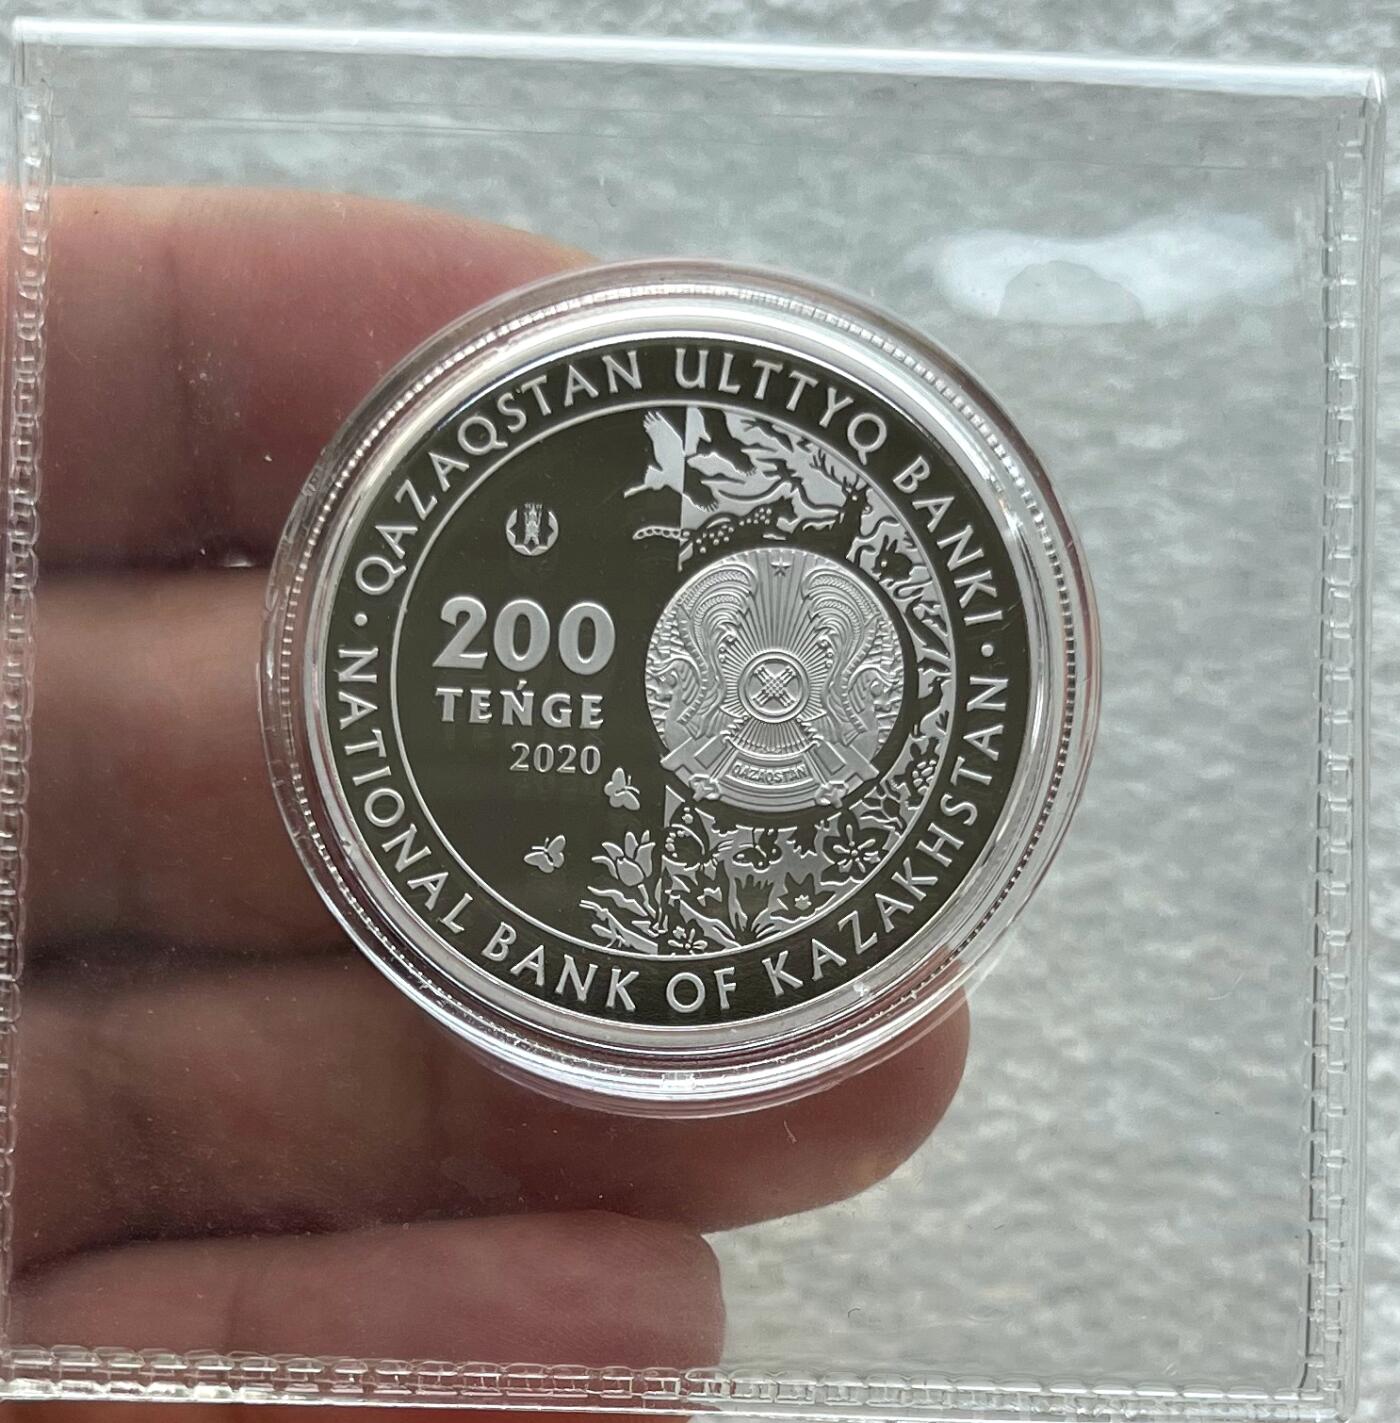 QAZAQSTAN ULTTYQ BANKI
200
TEŃGE
2020
QAZAQSTAN
NATIONAL BANK OF KAZAKHSTAN